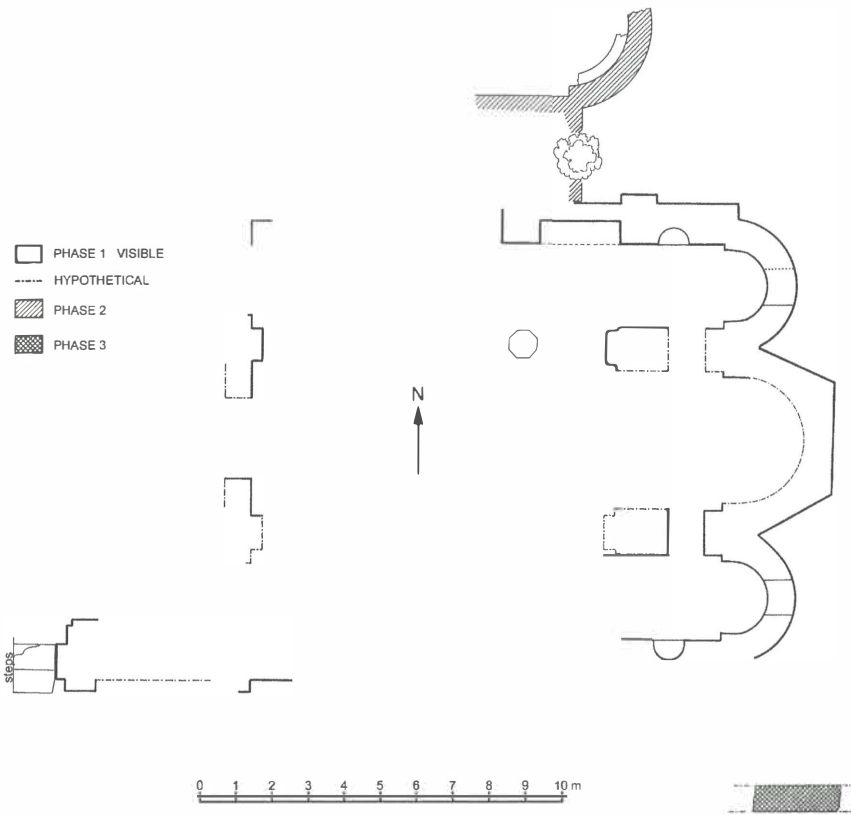 PHASE 1 VISIBLE
HYPOTHETICAL
PHASE 2
PHASE 3
N
steps
0 1 2 3 4 5 6 7 8 9 10 m